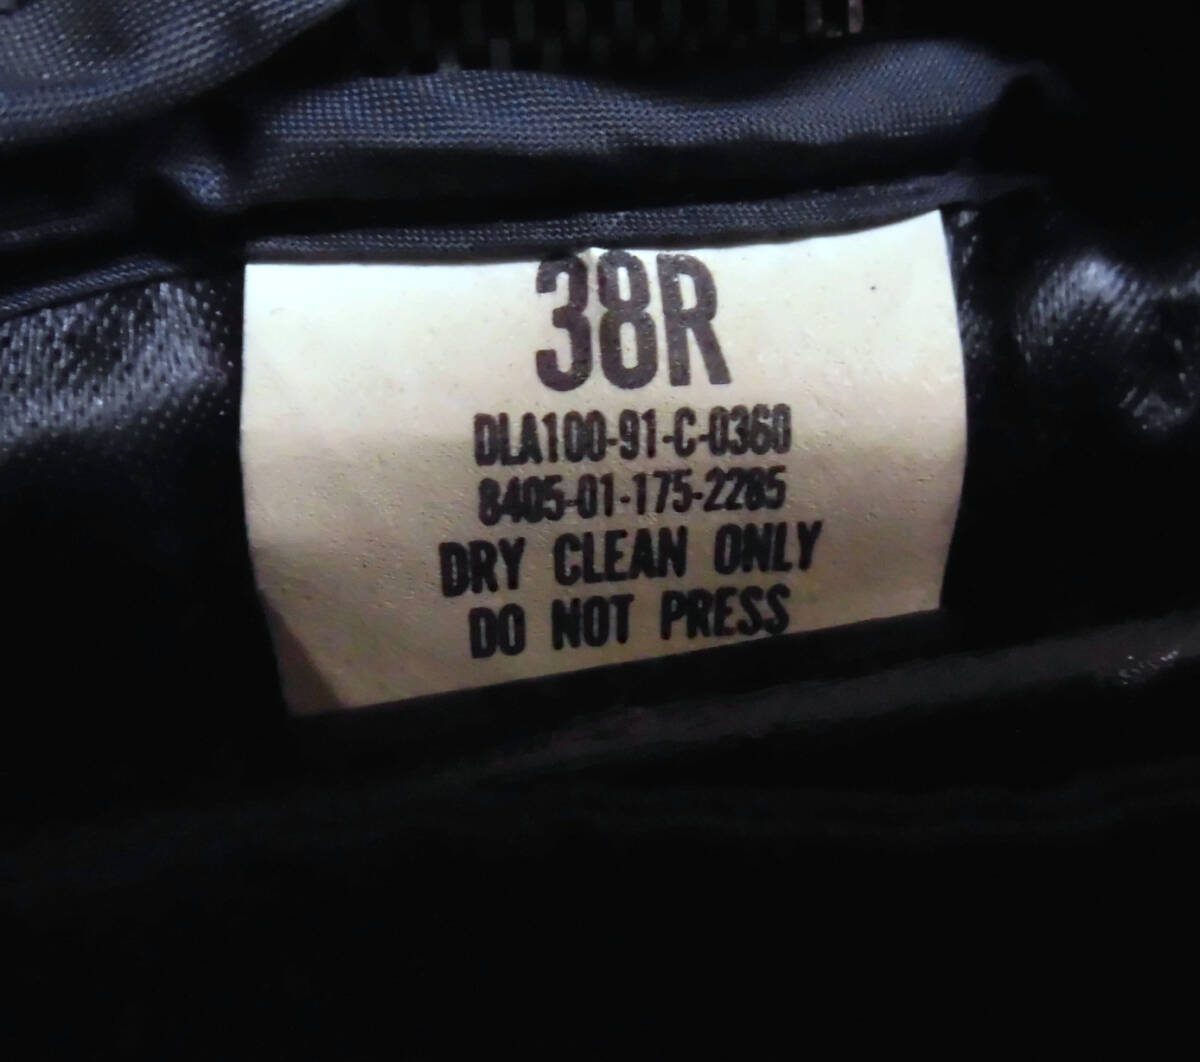 38R
DLA100-91-C-0360
8405-01-175-2285
DRY CLEAN ONLY
DO NOT PRESS